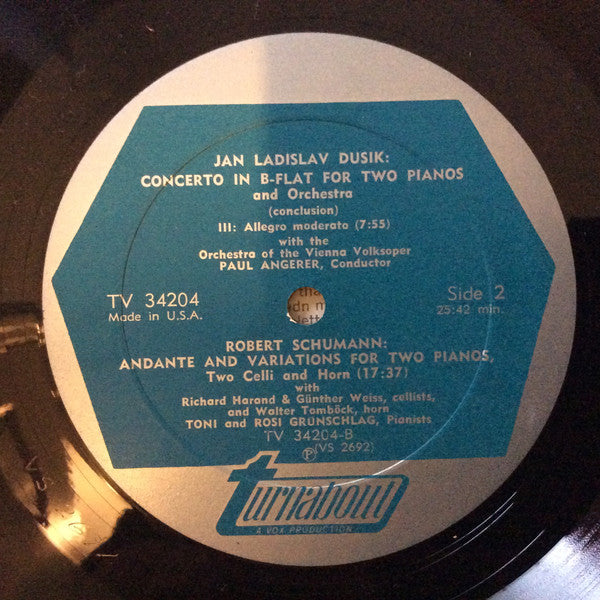 JAN LADISLAV DUSIK:
CONCERTO IN B-FLAT FOR TWO PIANOS
and Orchestra
(conclusion)
III: Allegro moderato (7:55)
with the
Orchestra of the Vienna Volksoper
PAUL ANGERER, Conductor
TV 34204
Made in U.S.A.
Side 2
25:42 min.
ROBERT SCHUMANN:
ANDANTE AND VARIATIONS FOR TWO PIANOS,
Two Celli and Horn (17:37)
with
Richard Harand & Günther Weiss, cellists,
and Walter Tomböck, horn
TONI and ROSI GRUNSCHLAG, Pianists
TV 34204-B
Ⓟ (VS 2692)
turnabout
A VOX PRODUCTION